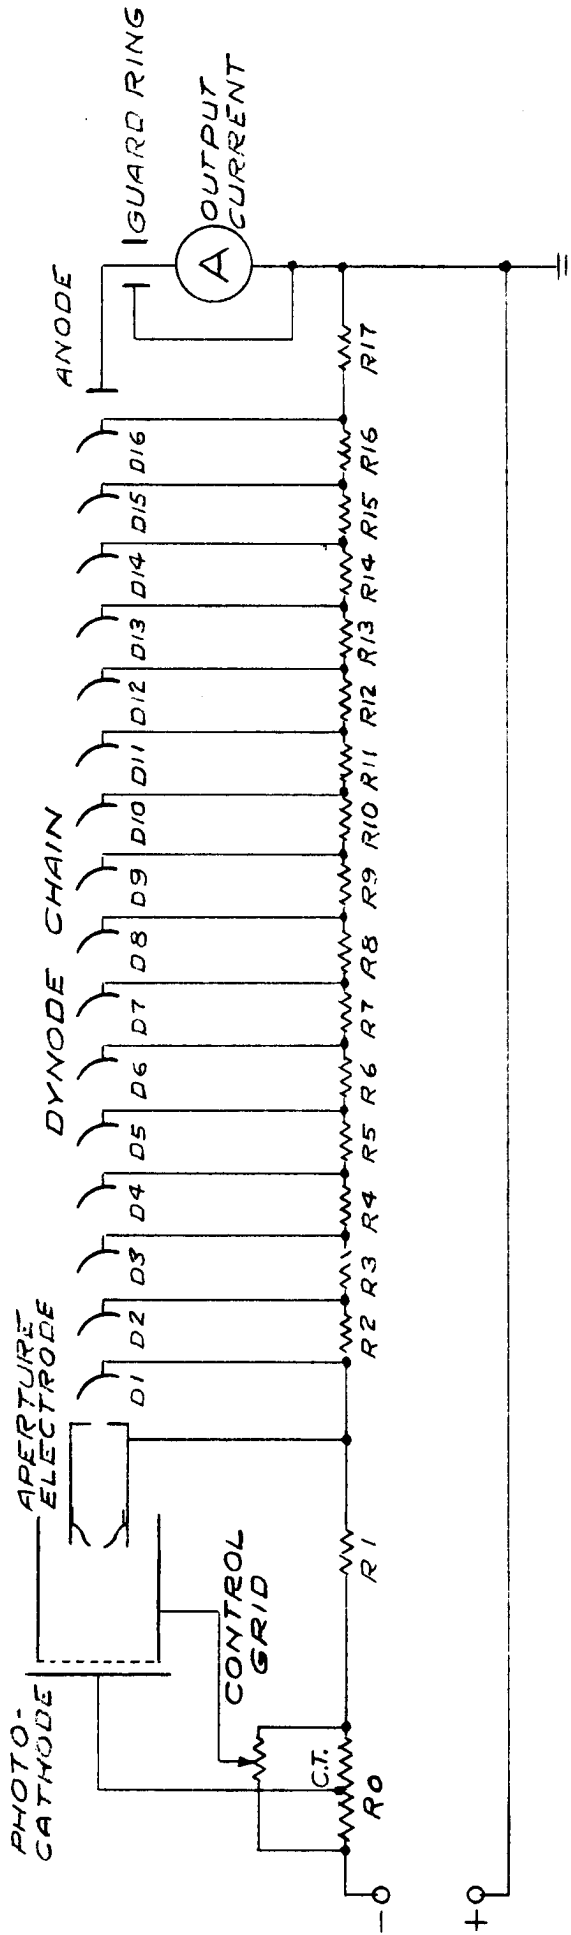 PHOTO-
CATHODE
APERTURE
ELECTRODE
DYNODE CHAIN
ANODE
GUARD RING
D1
D2
D3
D4
D5
D6
D7
D8
D9
D10
D11
D12
D13
D14
D15
D16
A
OUTPUT
CURRENT
CONTROL
GRID
C.T.
R0
R1
R2
R3
R4
R5
R6
R7
R8
R9
R10
R11
R12
R13
R14
R15
R16
R17
-
+